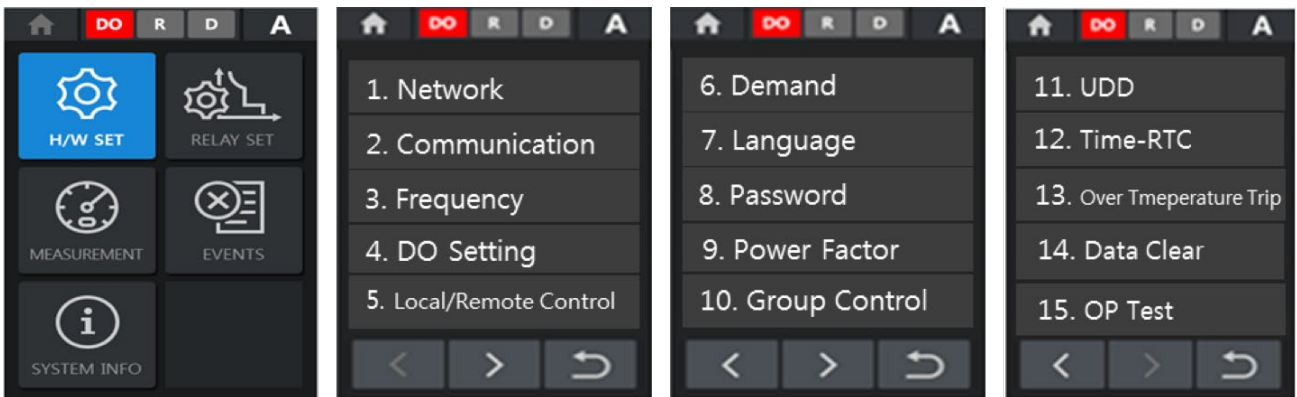 DO R D A
H/W SET
RELAY SET
MEASUREMENT
EVENTS
SYSTEM INFO
DO R D A
1. Network
2. Communication
3. Frequency
4. DO Setting
5. Local/Remote Control
DO R D A
6. Demand
7. Language
8. Password
9. Power Factor
10. Group Control
DO R D A
11. UDD
12. Time-RTC
13. Over Tmeperature Trip
14. Data Clear
15. OP Test